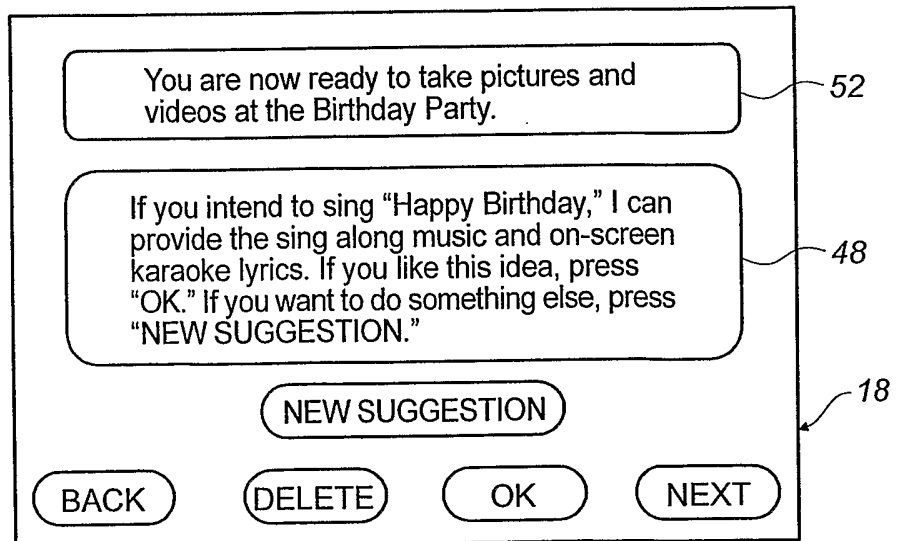 You are now ready to take pictures and
videos at the Birthday Party.
52
If you intend to sing “Happy Birthday,” I can
provide the sing along music and on-screen
karaoke lyrics. If you like this idea, press
“OK.” If you want to do something else, press
“NEW SUGGESTION.”
48
NEW SUGGESTION
18
BACK DELETE OK NEXT